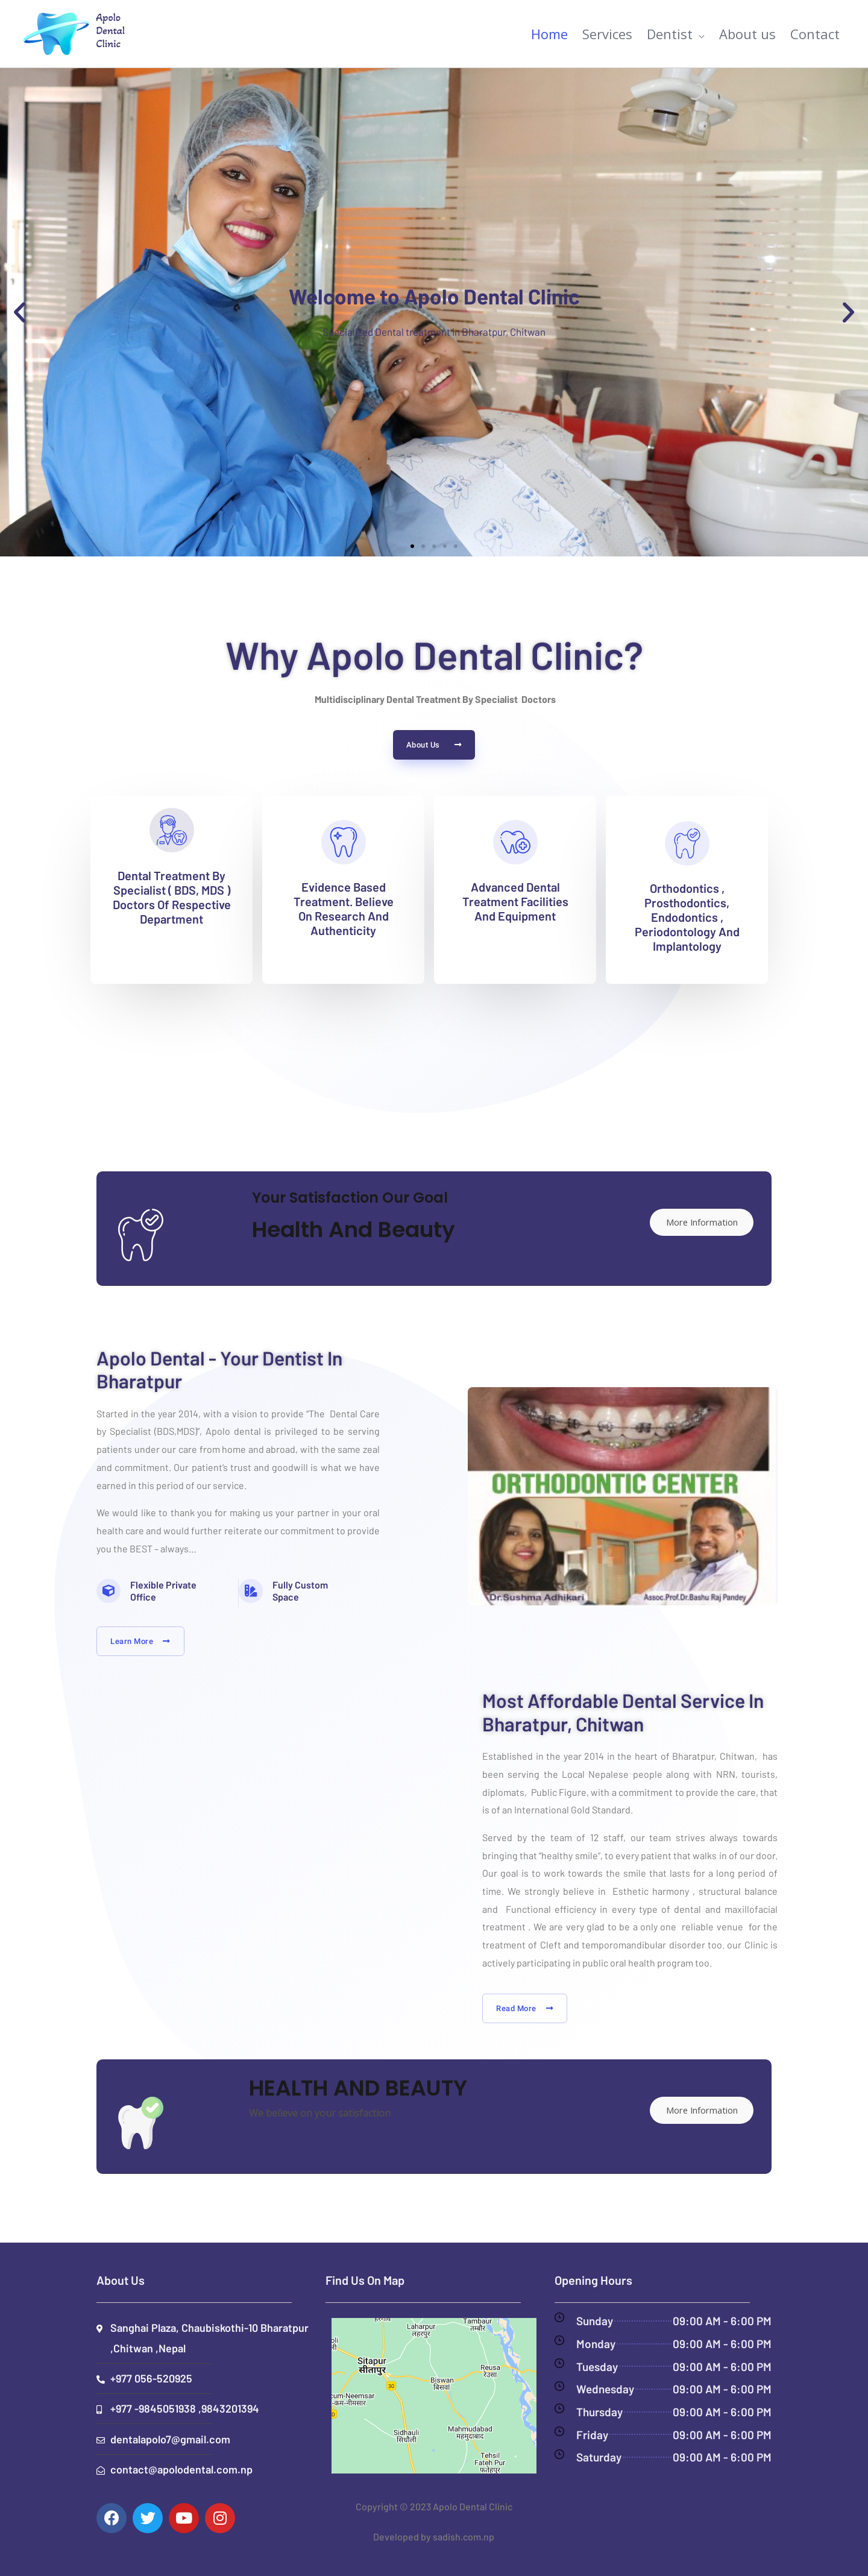 Apolo
Dental
Clinic
Home Services Dentist About us Contact
Welcome to Apolo Dental Clinic
Specialized Dental treatment in Bharatpur, Chitwan
Why Apolo Dental Clinic?
Multidisciplinary Dental Treatment By Specialist Doctors
About Us
Dental Treatment By
Specialist ( BDS, MDS )
Doctors Of Respective
Department
Evidence Based
Treatment. Believe
On Research And
Authenticity
Advanced Dental
Treatment Facilities
And Equipment
Orthodontics ,
Prosthodontics,
Endodontics ,
Periodontology And
Implantology
Your Satisfaction Our Goal
Health And Beauty
More Information
Apolo Dental - Your Dentist In
Bharatpur
Started in the year 2014, with a vision to provide "The Dental Care
by Specialist (BDS,MDS)", Apolo dental is privileged to be serving
patients under our care from home and abroad, with the same zeal
and commitment. Our patient's trust and goodwill is what we have
earned in this period of our service.
We would like to thank you for making us your partner in your oral
health care and would further reiterate our commitment to provide
you the BEST – always...
Flexible Private
Office
Fully Custom
Space
Learn More
ORTHODONTIC CENTER
Dr.Sushma Adhikari
Assoc.Prof.Dr.Bashu Raj Pandey
Most Affordable Dental Service In
Bharatpur, Chitwan
Established in the year 2014 in the heart of Bharatpur, Chitwan, has
been serving the Local Nepalese people along with NRN, tourists,
diplomats, Public Figure, with a commitment to provide the care, that
is of an International Gold Standard.
Served by the team of 12 staff, our team strives always towards
bringing that "healthy smile", to every patient that walks in of our door.
Our goal is to work towards the smile that lasts for a long period of
time. We strongly believe in Esthetic harmony , structural balance
and Functional efficiency in every type of dental and maxillofacial
treatment . We are very glad to be a only one reliable venue for the
treatment of Cleft and temporomandibular disorder too. our Clinic is
actively participating in public oral health program too.
Read More
HEALTH AND BEAUTY
We believe on your satisfaction
More Information
About Us
Sanghai Plaza, Chaubiskothi-10 Bharatpur
,Chitwan ,Nepal
+977 056-520925
+977 -9845051938 ,9843201394
dentalapolo7@gmail.com
contact@apolodental.com.np
Find Us On Map
Laharpur
लहरपुर
Tambaur
तम्बौर
Sitapur
सीतापुर
Reusa
रेउसा
Biswan
बिसवां
30
Sidhauli
सिधौली
Mahmudabad
महमुदाबाद
Tehsil
Fateh Pur
फतेहपुर
Opening Hours
Sunday 09:00 AM - 6:00 PM
Monday 09:00 AM - 6:00 PM
Tuesday 09:00 AM - 6:00 PM
Wednesday 09:00 AM - 6:00 PM
Thursday 09:00 AM - 6:00 PM
Friday 09:00 AM - 6:00 PM
Saturday 09:00 AM - 6:00 PM
Copyright © 2023 Apolo Dental Clinic
Developed by sadish.com.np